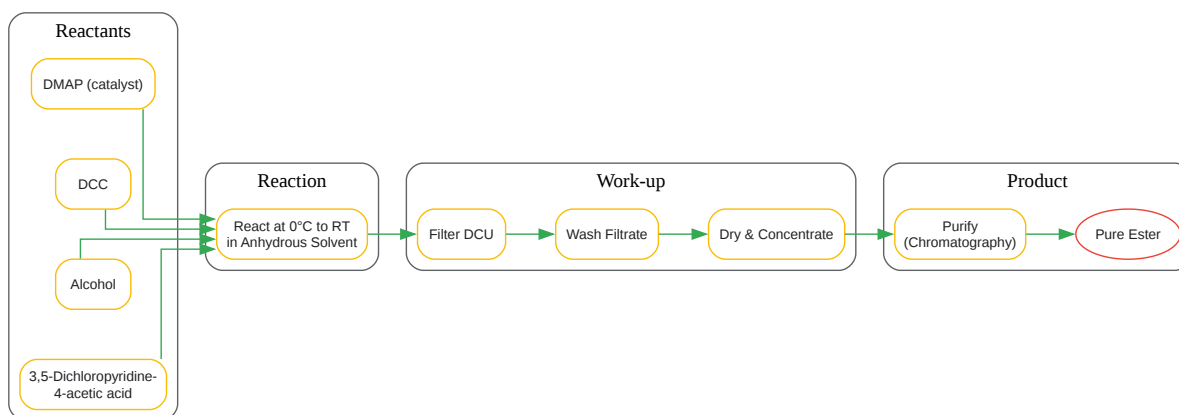 Reactants
DMAP (catalyst)
DCC
Alcohol
3,5-Dichloropyridine-
4-acetic acid
Reaction
React at 0°C to RT
in Anhydrous Solvent
Work-up
Filter DCU
Wash Filtrate
Dry & Concentrate
Product
Purify
(Chromatography)
Pure Ester